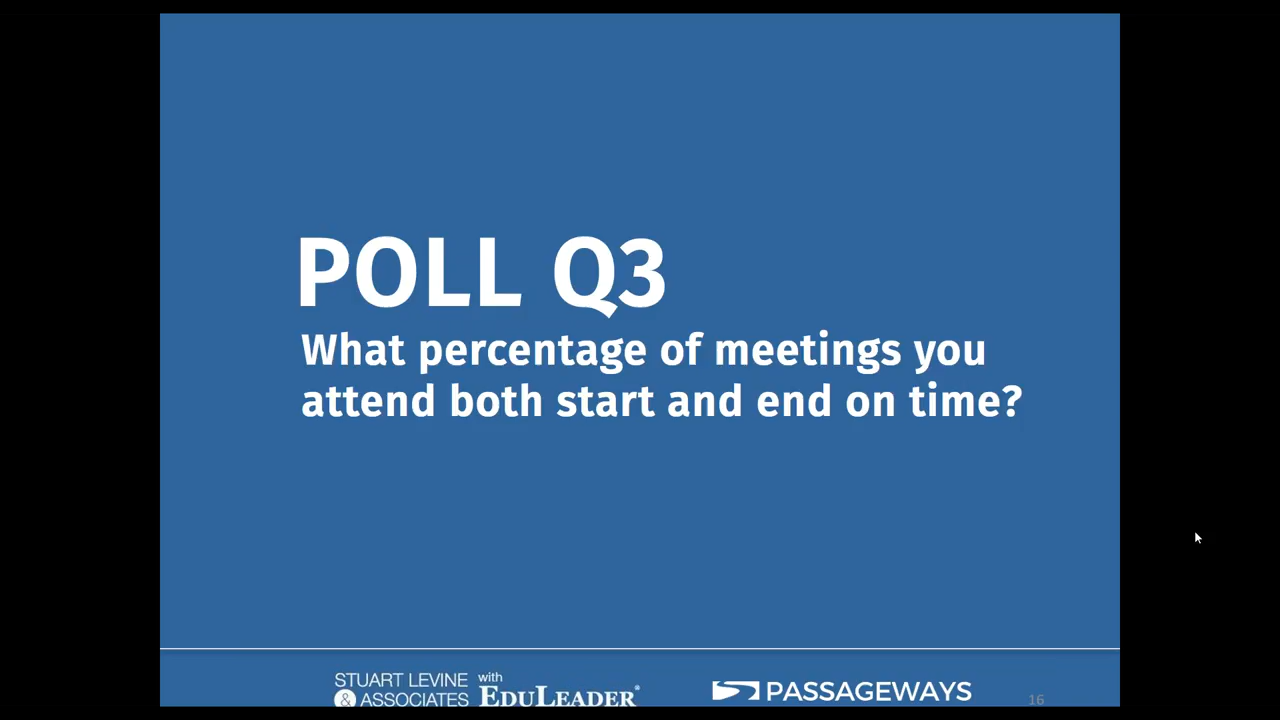 POLL Q3
What percentage of meetings you
attend both start and end on time?
STUART LEVINE
& ASSOCIATES
with
EDULEADER®
PASSAGEWAYS
16